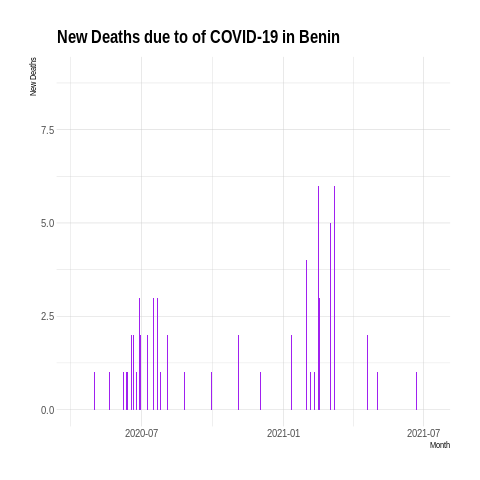 New Deaths due to of COVID-19 in Benin
New Deaths
7.5
5.0
2.5
0.0
2020-07
2021-01
2021-07
Month